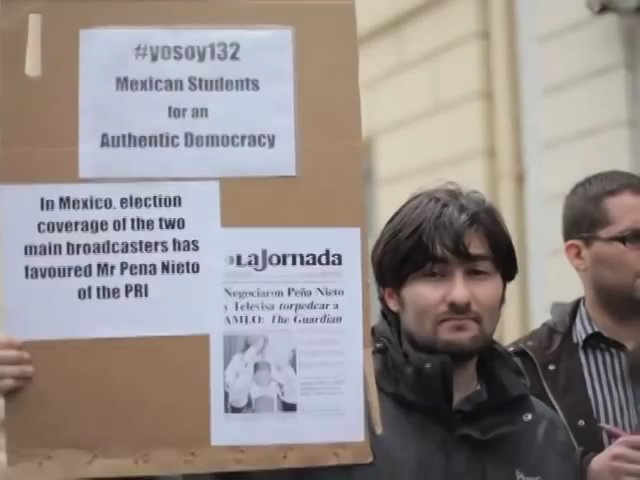 #yosoy132
Mexican Students
for an
Authentic Democracy
In Mexico, election
coverage of the two
main broadcasters has
favoured Mr Pena Nieto
of the PRI
LaJornada
Negociaron Peña Nieto
y Televisa torpedear a
AMLO: The Guardian